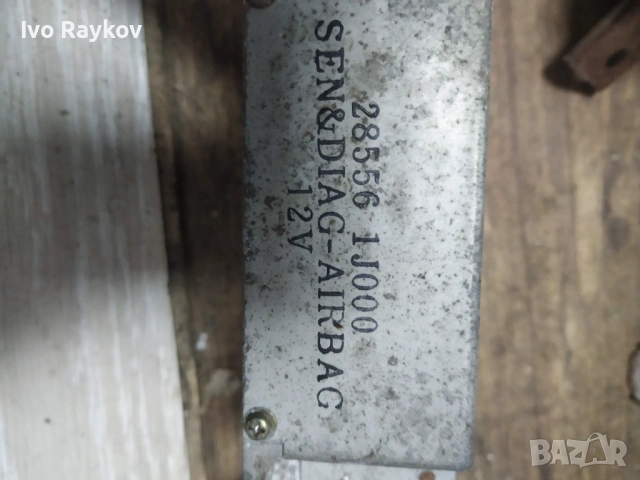 Ivo Raykov
28556 1J000
SEN&DIAG-AIRBAG
12V
BAZAR